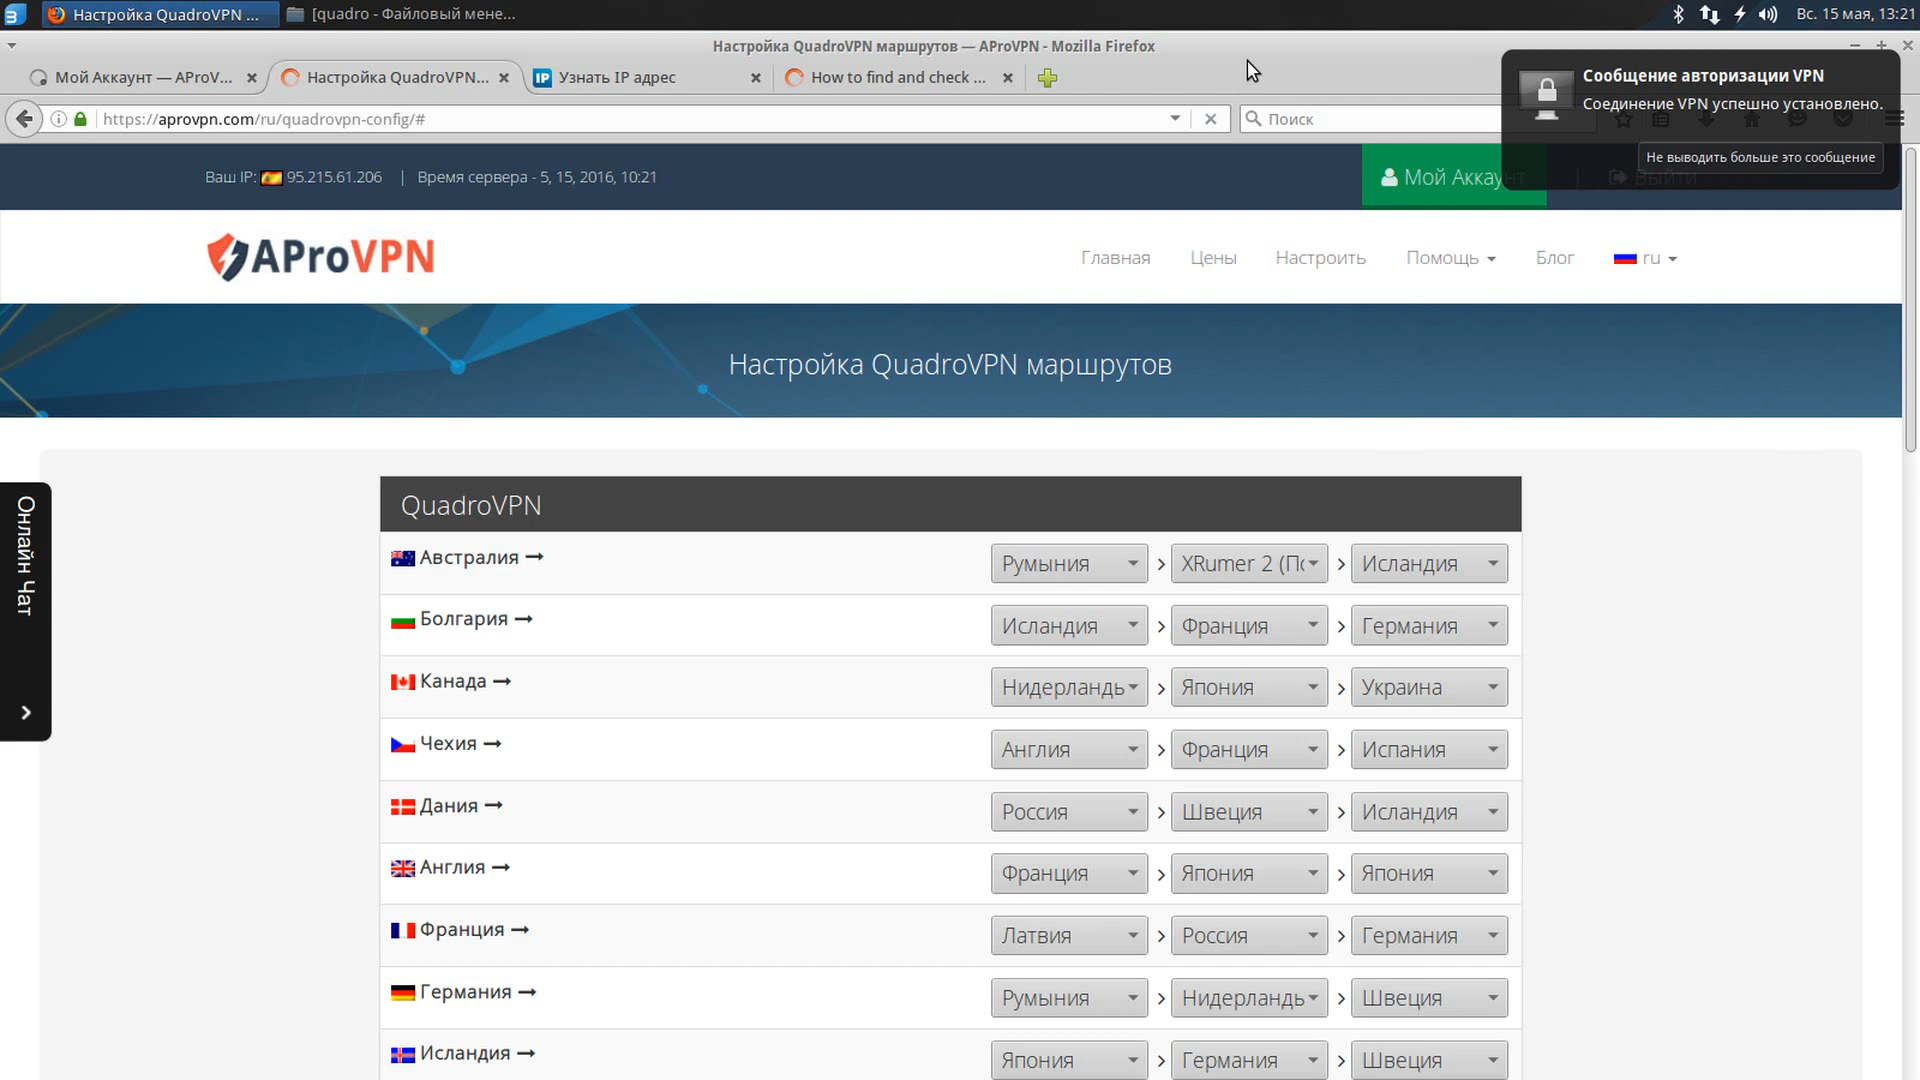 Настройка QuadroVPN ...
[quadro - Файловый мене...
Вс. 15 мая, 13:21
Настройка QuadroVPN маршрутов — AProVPN - Mozilla Firefox
Мой Аккаунт — AProV...
Настройка QuadroVPN...
IP Узнать IP адрес
How to find and check ...
Сообщение авторизации VPN
Соединение VPN успешно установлено.
Не выводить больше это сообщение
https://aprovpn.com/ru/quadrovpn-config/#
Поиск
Ваш IP: 95.215.61.206 | Время сервера - 5, 15, 2016, 10:21
Мой Аккаунт
Выйти
AProVPN
Главная Цены Настроить Помощь Блог ru
Настройка QuadroVPN маршрутов
Онлайн Чат
QuadroVPN
Австралия → Румыния > XRumer 2 (По > Исландия
Болгария → Исландия > Франция > Германия
Канада → Нидерланды > Япония > Украина
Чехия → Англия > Франция > Испания
Дания → Россия > Швеция > Исландия
Англия → Франция > Япония > Япония
Франция → Латвия > Россия > Германия
Германия → Румыния > Нидерланды > Швеция
Исландия → Япония > Германия > Швеция